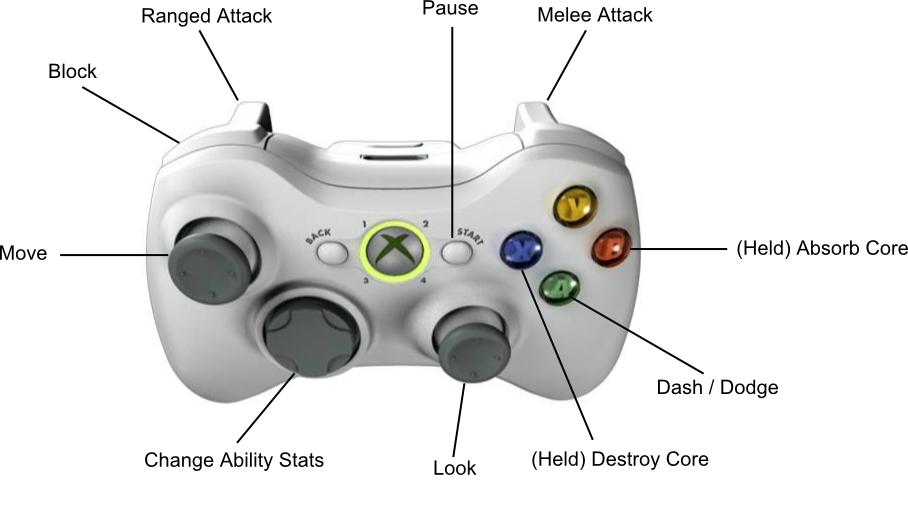 Ranged Attack
Pause
Melee Attack
Block
Y
1
2
BACK
START
X
B
Move
(Held) Absorb Core
3
4
A
Dash / Dodge
Change Ability Stats
Look
(Held) Destroy Core